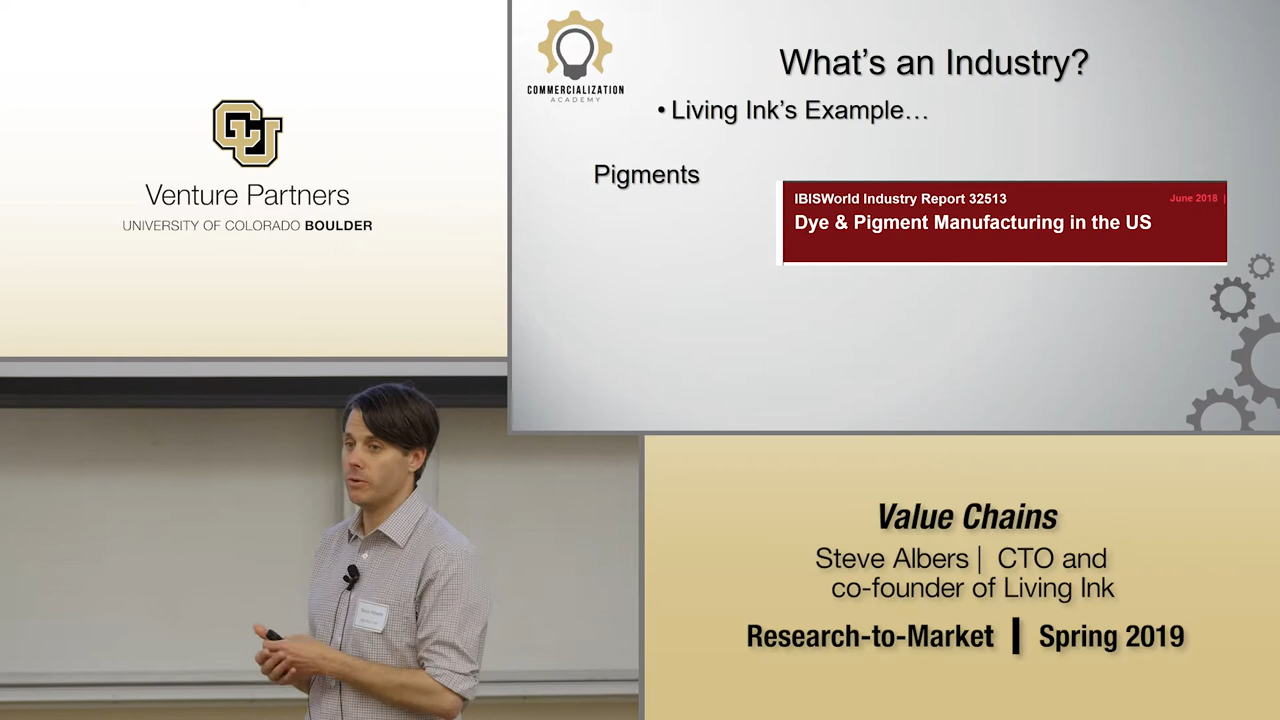 CU
Venture Partners
UNIVERSITY OF COLORADO BOULDER
COMMERCIALIZATION
ACADEMY
What's an Industry?
• Living Ink's Example…
Pigments
IBISWorld Industry Report 32513
June 2018 |
Dye & Pigment Manufacturing in the US
Value Chains
Steve Albers | CTO and
co-founder of Living Ink
Research-to-Market | Spring 2019